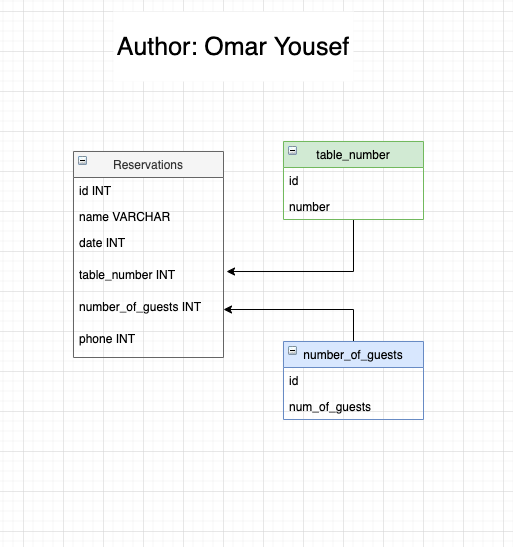 Author: Omar Yousef
Reservations
id INT
name VARCHAR
date INT
table_number INT
number_of_guests INT
phone INT
table_number
id
number
number_of_guests
id
num_of_guests